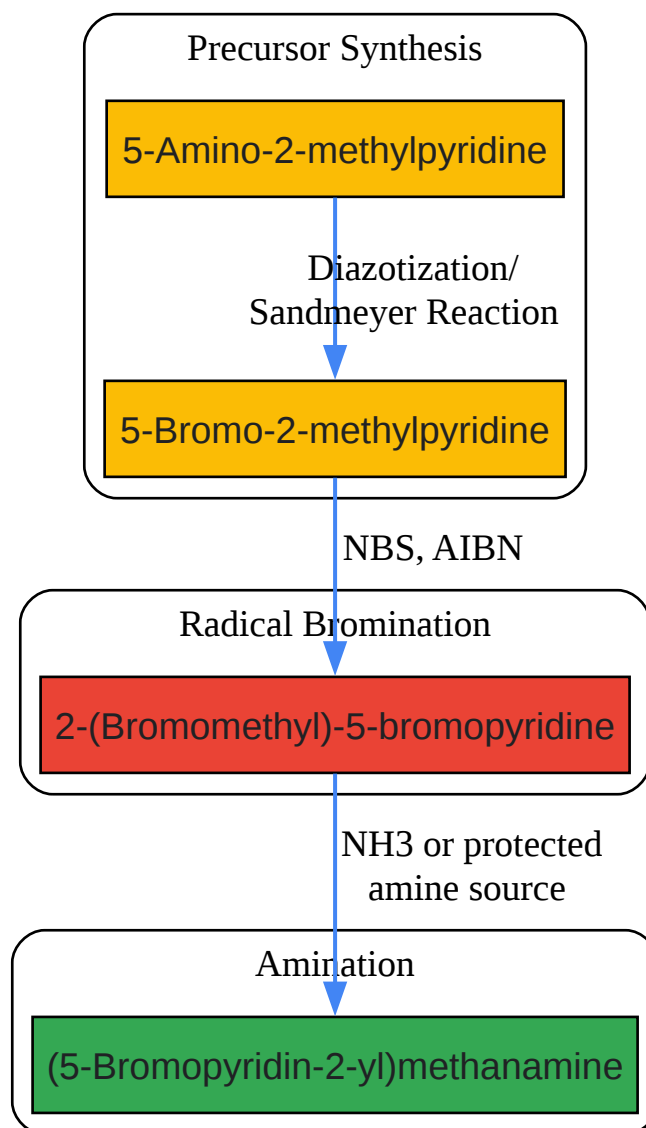 Precursor Synthesis
5-Amino-2-methylpyridine
Diazotization/
Sandmeyer Reaction
5-Bromo-2-methylpyridine
NBS, AIBN
Radical Bromination
2-(Bromomethyl)-5-bromopyridine
NH3 or protected
amine source
Amination
(5-Bromopyridin-2-yl)methanamine